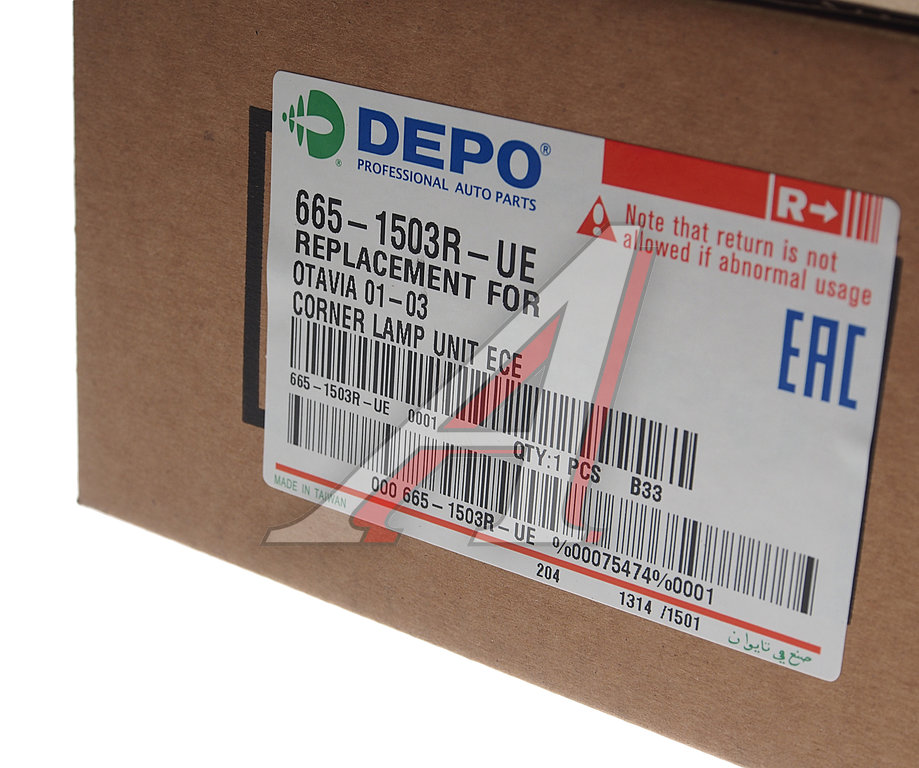 DEPO®
PROFESSIONAL AUTO PARTS
R→
Note that return is not
allowed if abnormal usage
665-1503R-UE
REPLACEMENT FOR
OTAVIA 01-03
CORNER LAMP UNIT ECE
EAC
665-1503R-UE 0001
QTY:1 PCS B33
000 665-1503R-UE %00075474%0001
MADE IN TAIWAN
204
1314 /1501
صنع في تايوان